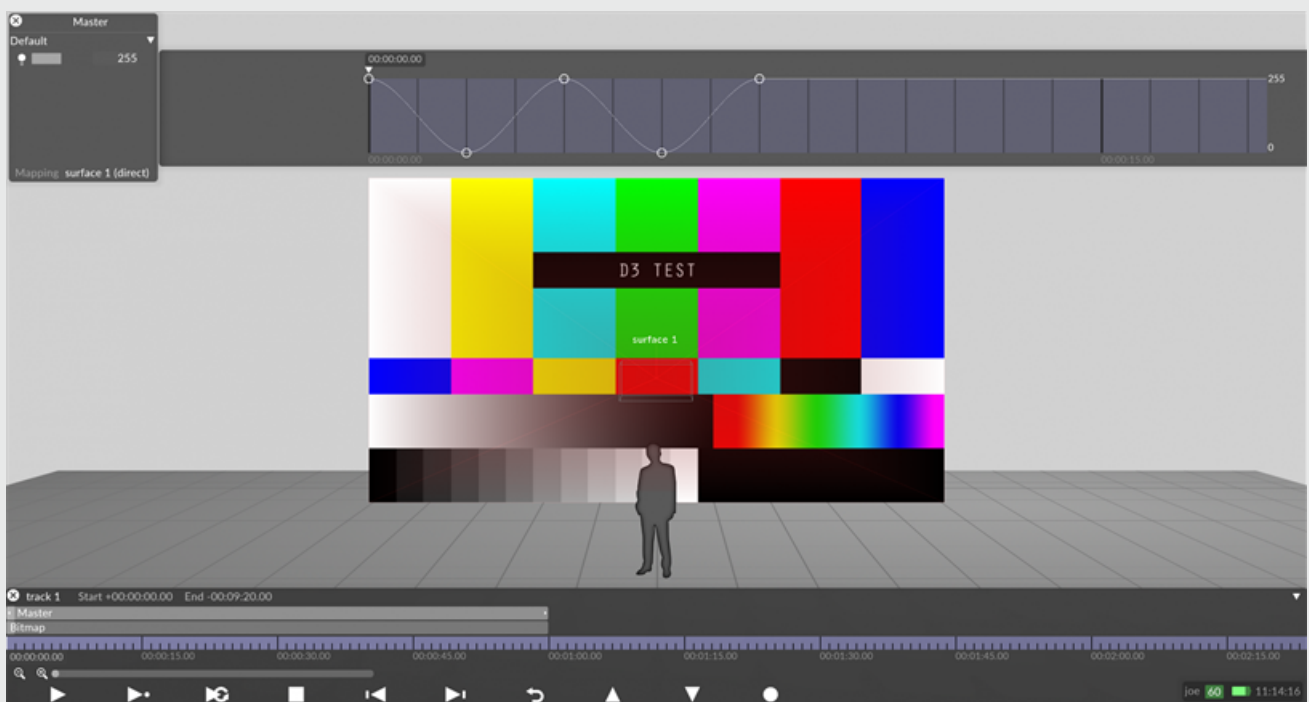 Master
Default
255
Mapping surface 1 (direct)
00:00:00.00
255
0
00:00:00.00 00:00:15.00
D3 TEST
surface 1
track 1 Start +00:00:00.00 End -00:09:20.00
Master
Bitmap
00:00:00.00 00:00:15.00 00:00:30.00 00:00:45.00 00:01:00.00 00:01:15.00 00:01:30.00 00:01:45.00 00:02:00.00 00:02:15.00
joe 60 11:14:16